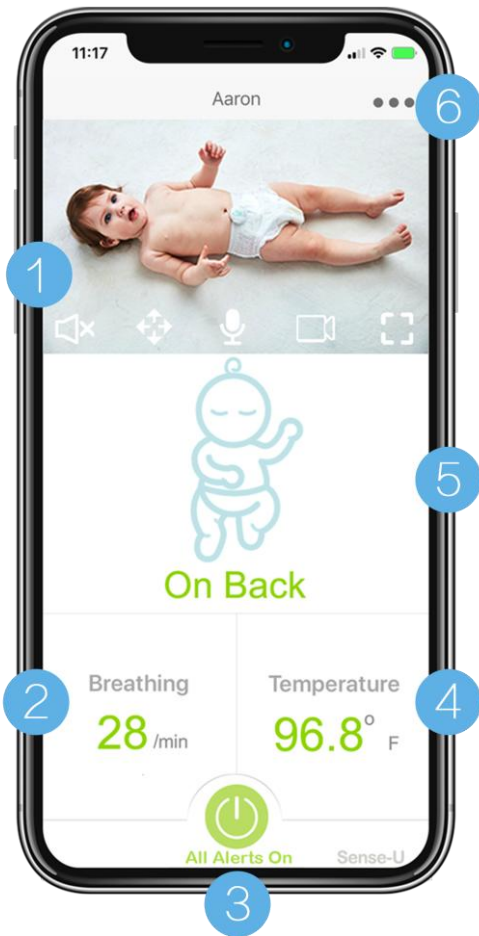 11:17
Aaron
6
1
On Back
5
Breathing
Temperature
2
28 /min
96.8° F
4
All Alerts On
Sense-U
3